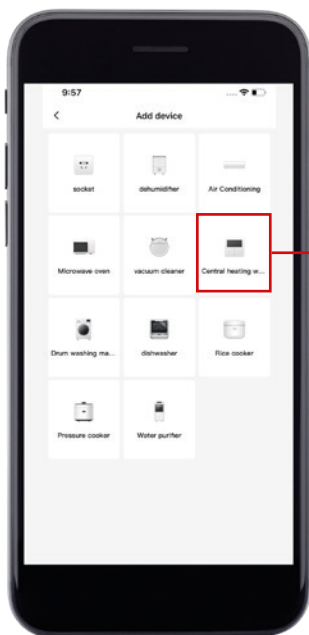 9:57
Add device
socket
dehumidifier
Air Conditioning
Microwave oven
vacuum cleaner
Central heating w...
Drum washing ma...
dishwasher
Rice cooker
Pressure cooker
Water purifier